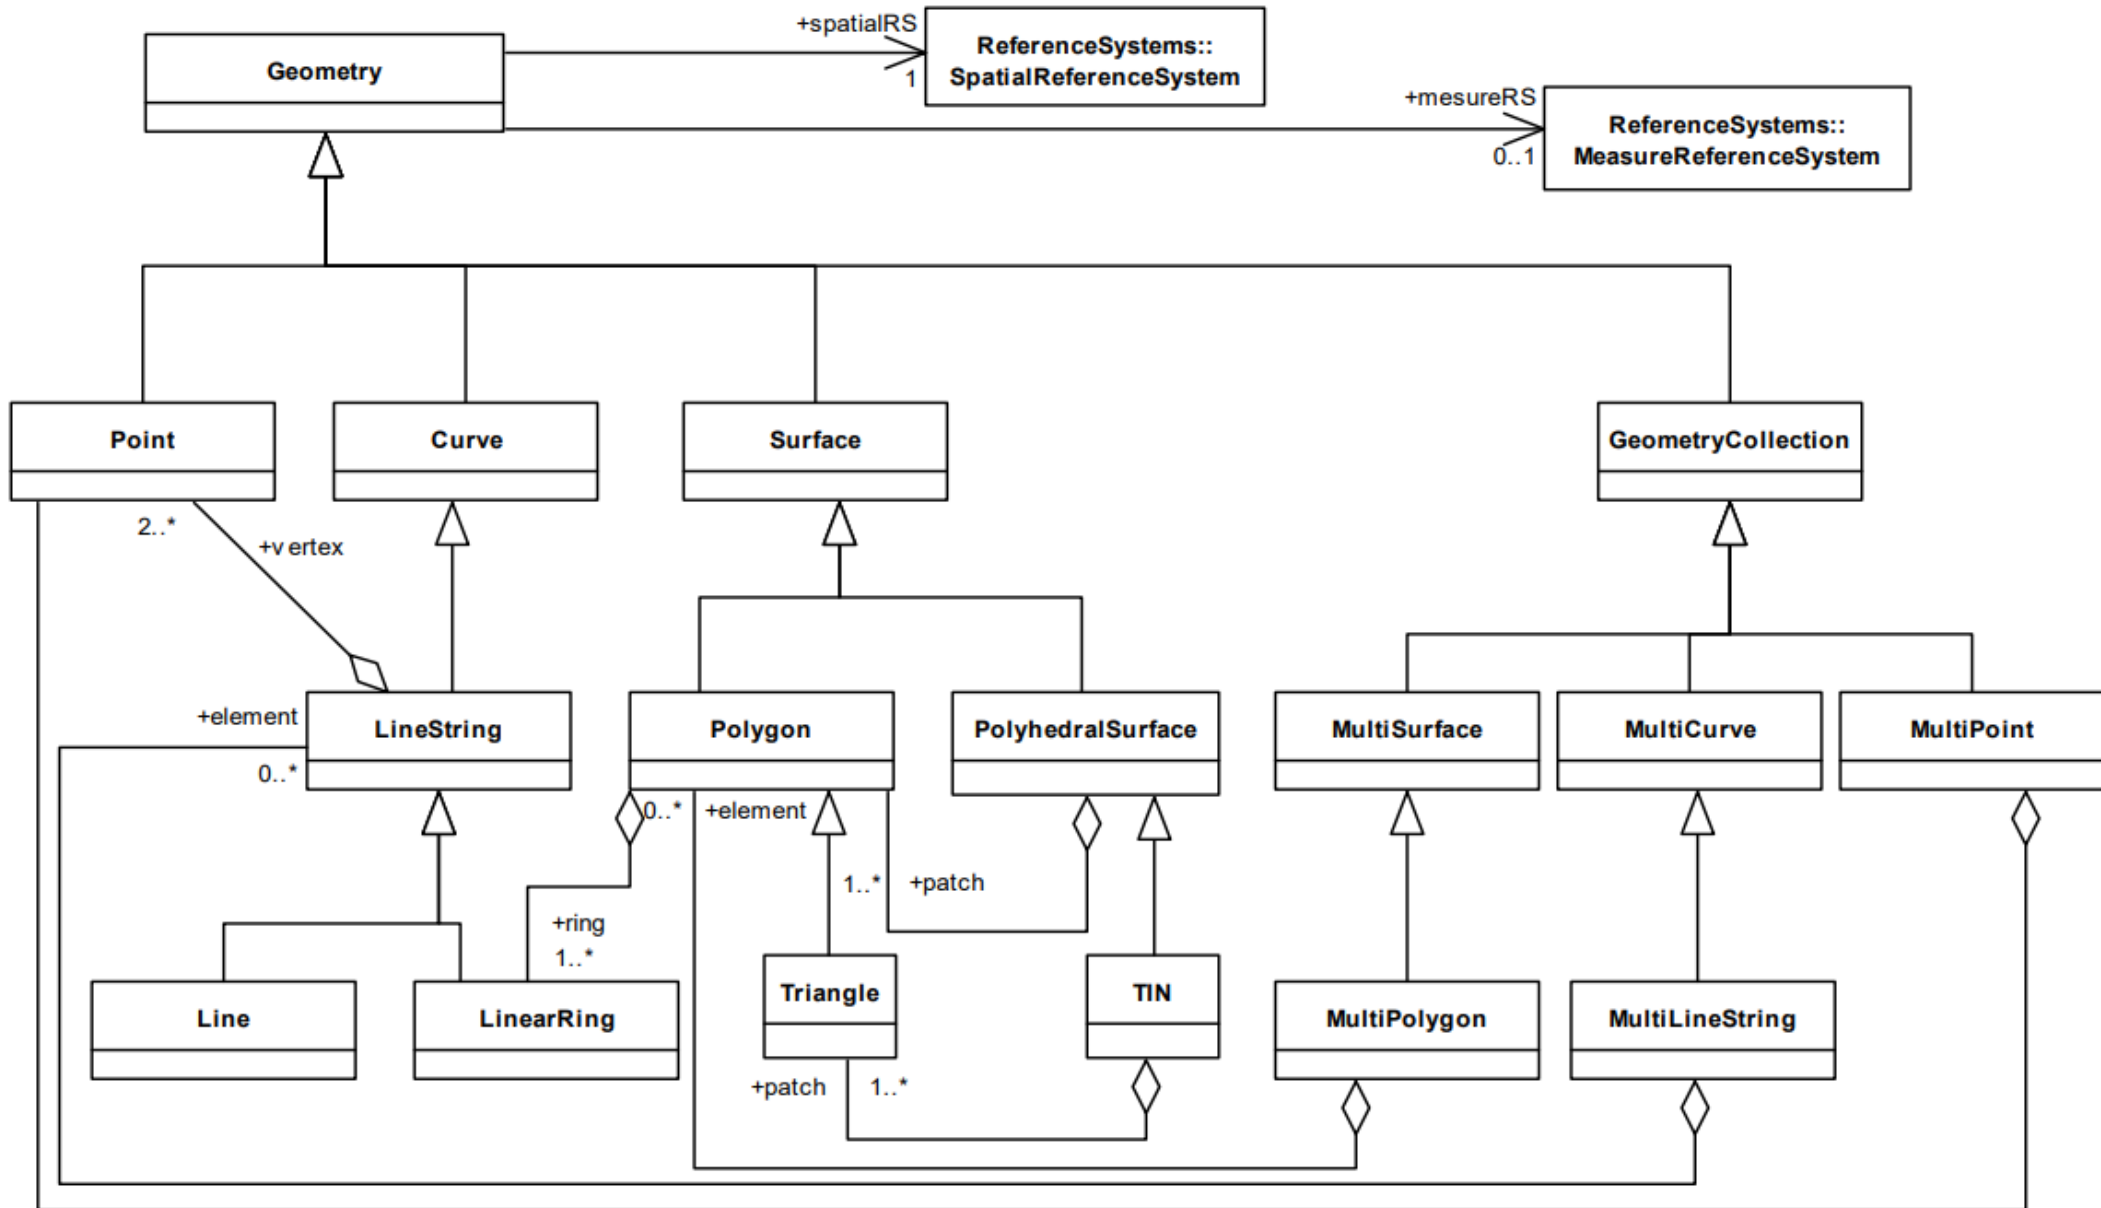 +spatialRS
1
ReferenceSystems::
SpatialReferenceSystem
Geometry
+mesureRS
0..1
ReferenceSystems::
MeasureReferenceSystem
Point
Curve
Surface
GeometryCollection
2..*
+vertex
+element
0..*
LineString
Polygon
PolyhedralSurface
MultiSurface
MultiCurve
MultiPoint
0..*
+element
1..*
+patch
+ring
1..*
Line
LinearRing
Triangle
TIN
MultiPolygon
MultiLineString
+patch
1..*